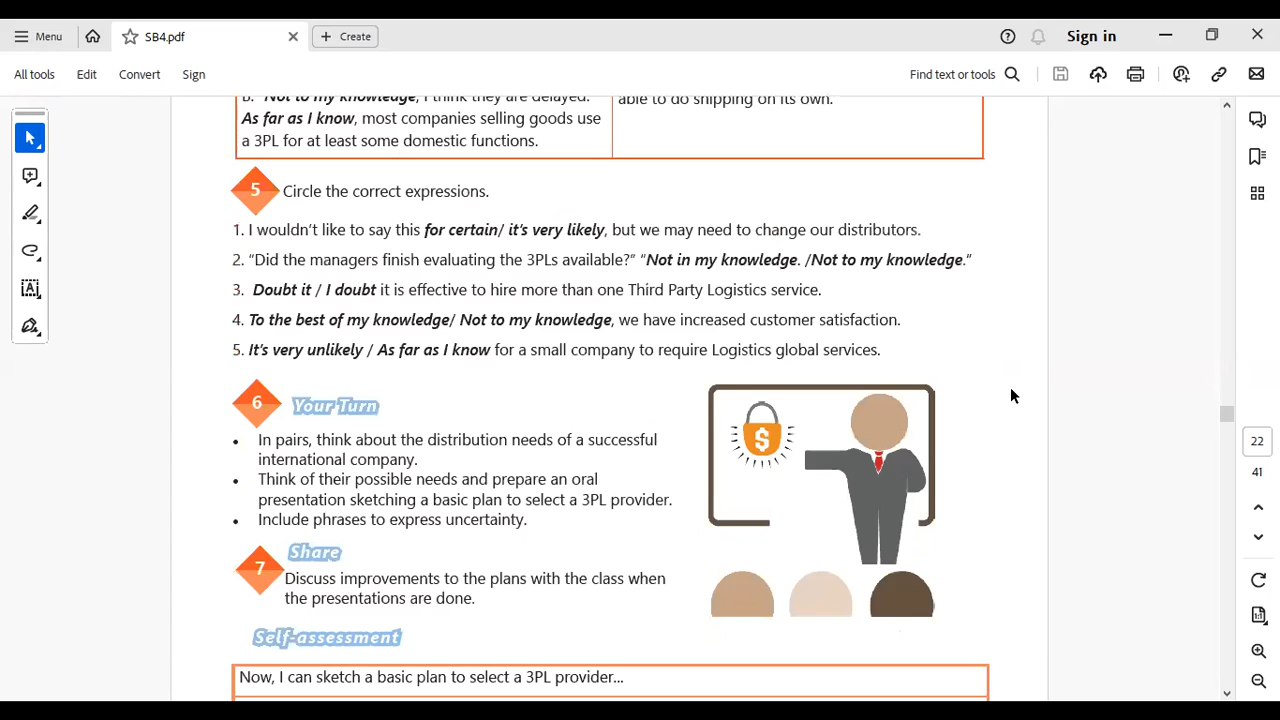 Menu
SB4.pdf
Create
Sign in
All tools
Edit
Convert
Sign
Find text or tools
B. Not to my knowledge, I think they are delayed.
As far as I know, most companies selling goods use
a 3PL for at least some domestic functions.
able to do shipping on its own.
5 Circle the correct expressions.
1. I wouldn't like to say this for certain/ it's very likely, but we may need to change our distributors.
2. "Did the managers finish evaluating the 3PLs available?" "Not in my knowledge. /Not to my knowledge."
3. Doubt it / I doubt it is effective to hire more than one Third Party Logistics service.
4. To the best of my knowledge/ Not to my knowledge, we have increased customer satisfaction.
5. It's very unlikely / As far as I know for a small company to require Logistics global services.
6 Your Turn
• In pairs, think about the distribution needs of a successful
international company.
• Think of their possible needs and prepare an oral
presentation sketching a basic plan to select a 3PL provider.
• Include phrases to express uncertainty.
$
7 Share
Discuss improvements to the plans with the class when
the presentations are done.
Self-assessment
Now, I can sketch a basic plan to select a 3PL provider...
22
41
1:1